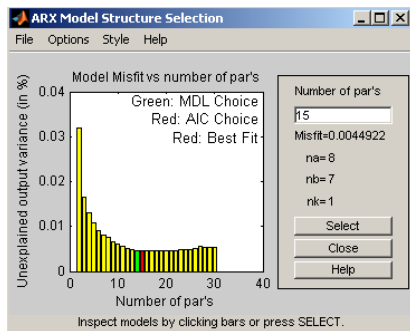 ARX Model Structure Selection
File Options Style Help
Model Misfit vs number of par's
Unexplained output variance (in %)
0.04
0.03
0.02
0.01
0
0 10 20 30 40
Number of par's
Green: MDL Choice
Red: AIC Choice
Red: Best Fit
Number of par's
15
Misfit=0.0044922
na= 8
nb= 7
nk= 1
Select
Close
Help
Inspect models by clicking bars or press SELECT.